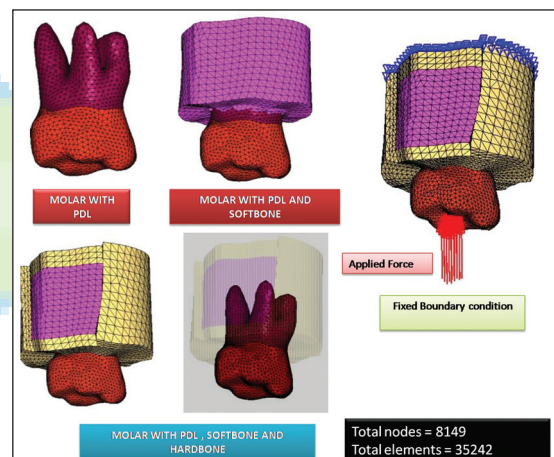 MOLAR WITH
PDL
MOLAR WITH PDL AND
SOFTBONE
Applied Force
Fixed Boundary condition
MOLAR WITH PDL , SOFTBONE AND
HARDBONE
Total nodes = 8149
Total elements = 35242